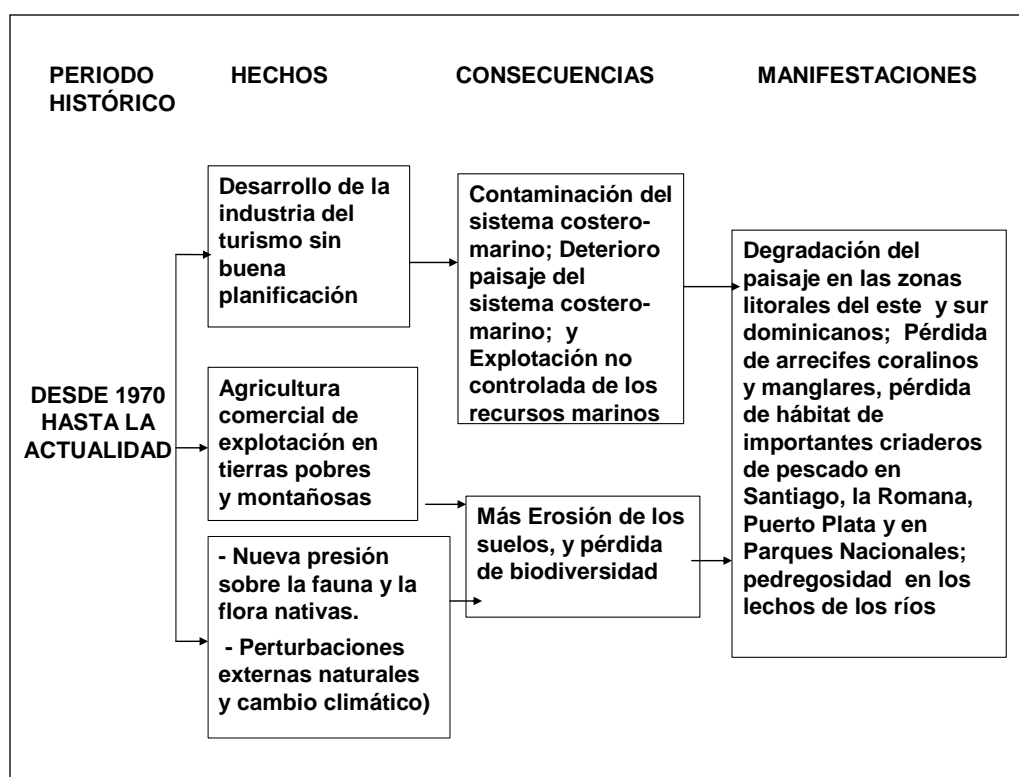 PERIODO
HISTÓRICO
HECHOS
CONSECUENCIAS
MANIFESTACIONES
DESDE 1970
HASTA LA
ACTUALIDAD
Desarrollo de la
industria del
turismo sin
buena
planificación
Agricultura
comercial de
explotación en
tierras pobres
y montañosas
- Nueva presión
sobre la fauna y la
flora nativas.
- Perturbaciones
externas naturales
y cambio climático)
Contaminación del
sistema costero-
marino; Deterioro
paisaje del
sistema costero-
marino; y
Explotación no
controlada de los
recursos marinos
Más Erosión de los
suelos, y pérdida
de biodiversidad
Degradación del
paisaje en las zonas
litorales del este y sur
dominicanos; Pérdida
de arrecifes coralinos
y manglares, pérdida
de hábitat de
importantes criaderos
de pescado en
Santiago, la Romana,
Puerto Plata y en
Parques Nacionales;
pedregosidad en los
lechos de los ríos